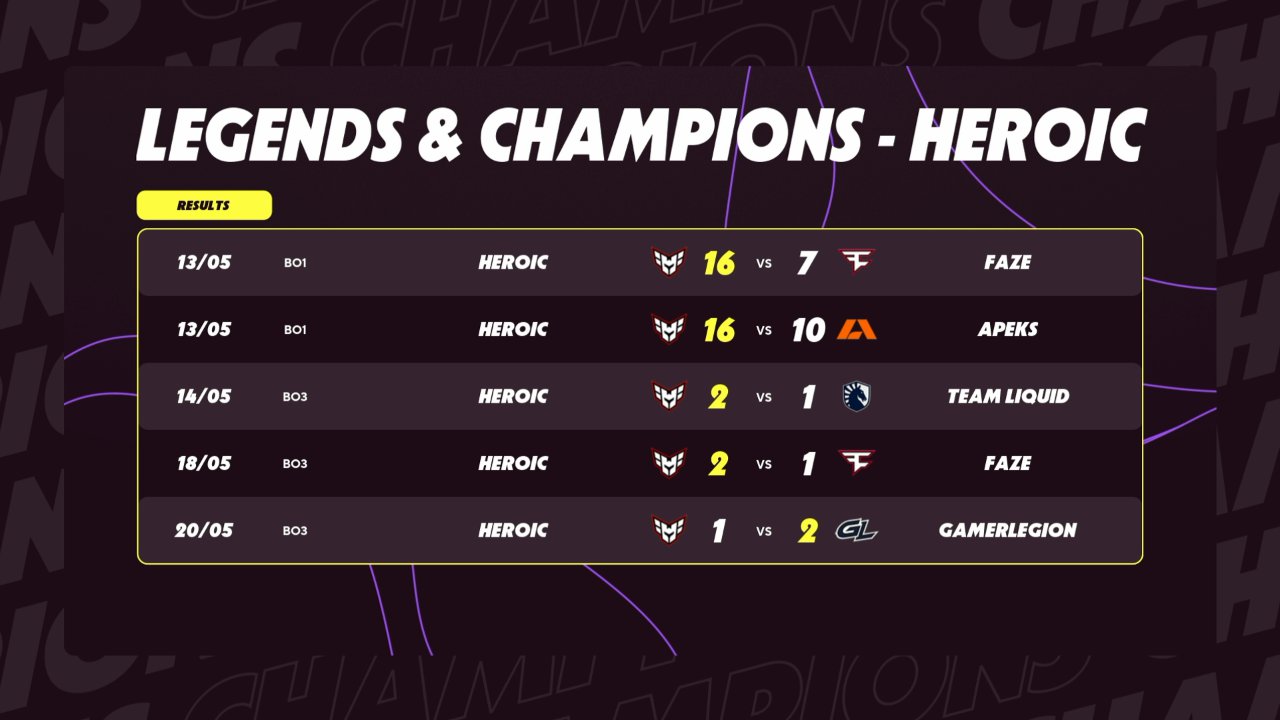 LEGENDS & CHAMPIONS - HEROIC
RESULTS
13/05 BO1 HEROIC 16 VS 7 FAZE
13/05 BO1 HEROIC 16 VS 10 APEKS
14/05 BO3 HEROIC 2 VS 1 TEAM LIQUID
18/05 BO3 HEROIC 2 VS 1 FAZE
20/05 BO3 HEROIC 1 VS 2 GL GAMERLEGION